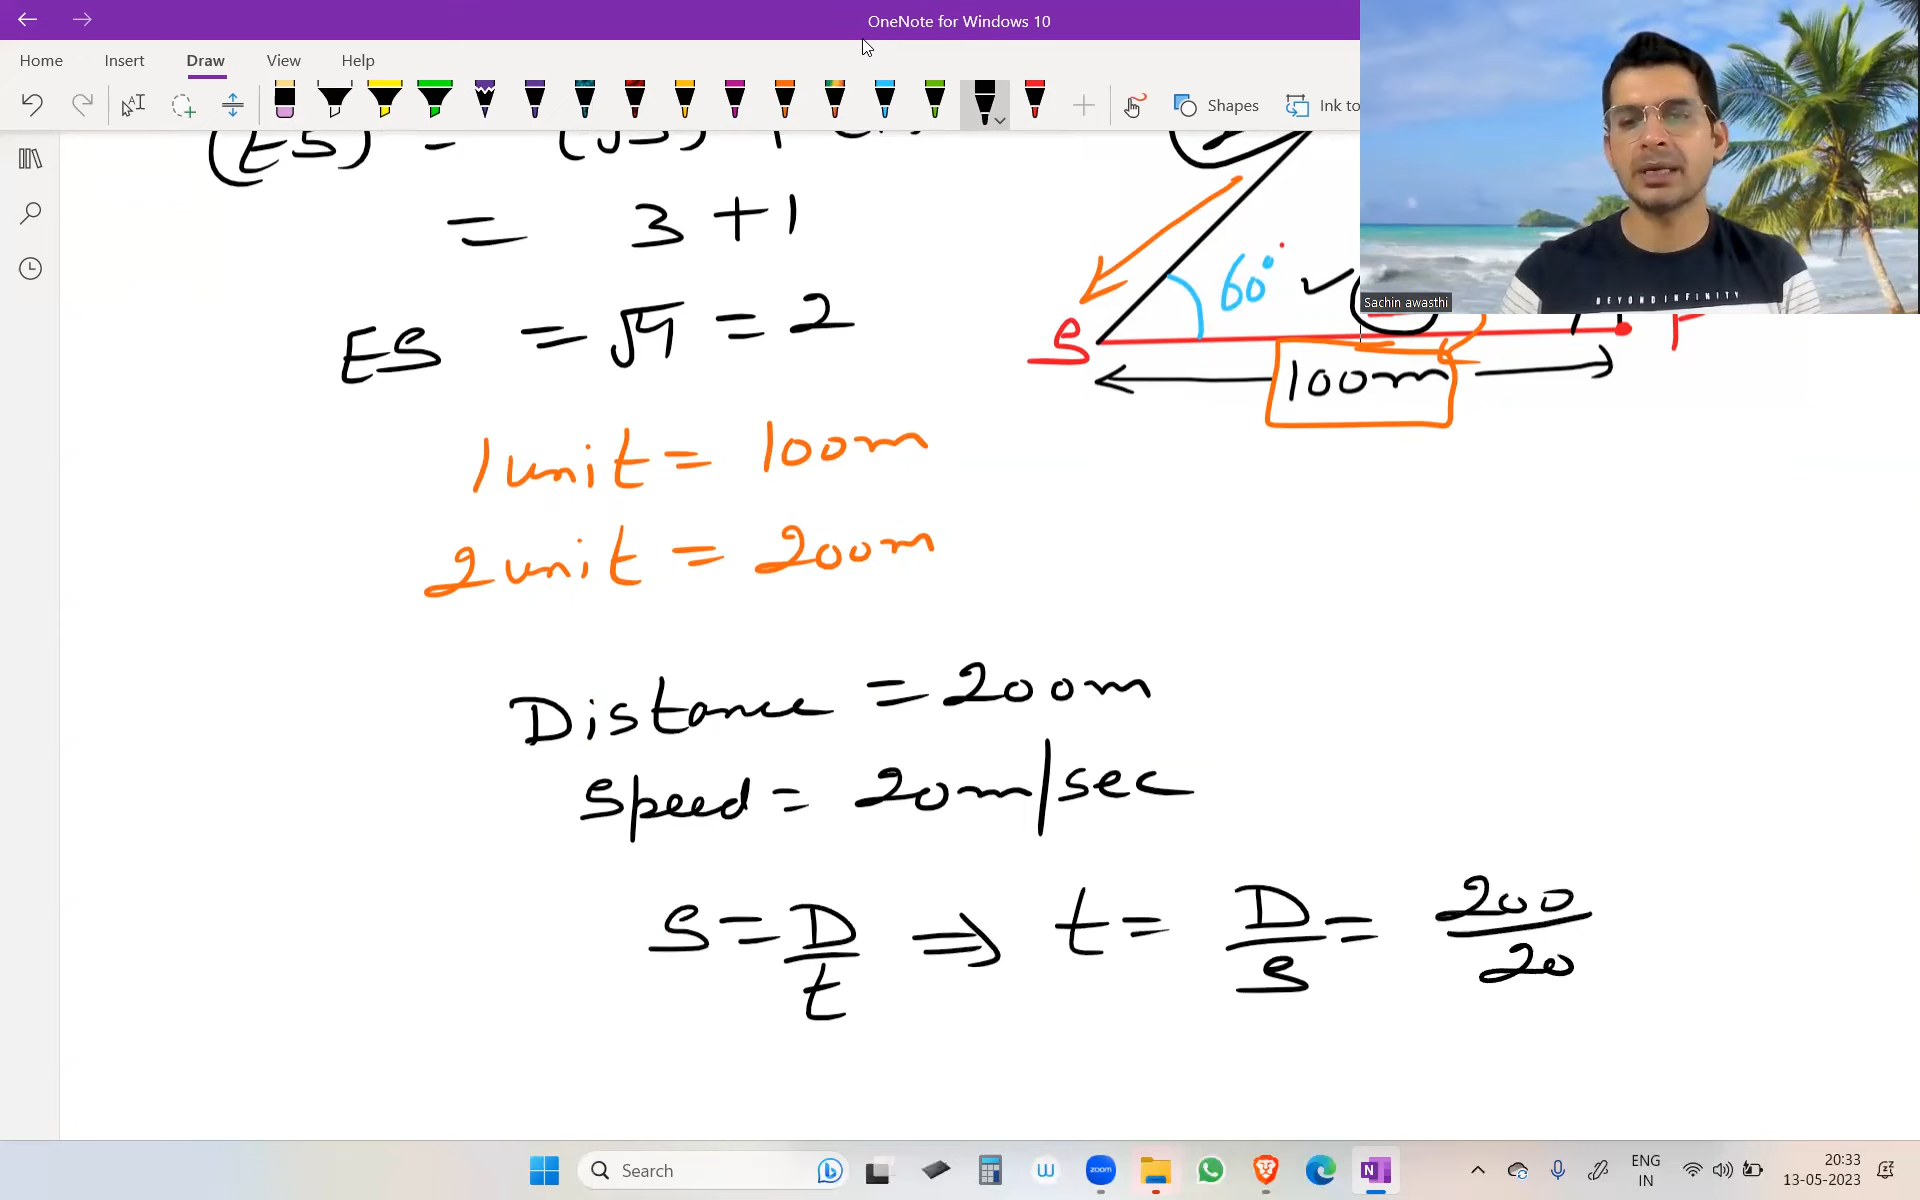 OneNote for Windows 10
Home Insert Draw View Help
Shapes Ink to
= 3 + 1
60°
Sachin awasthi
ES = √4 = 2
S
F
100m
1 unit = 100m
2 unit = 200m
Distance = 200m
Speed = 20m/sec
S = D/t ⇒ t = D/S = 200/20
Search
zoom
ENG
IN
20:33
13-05-2023